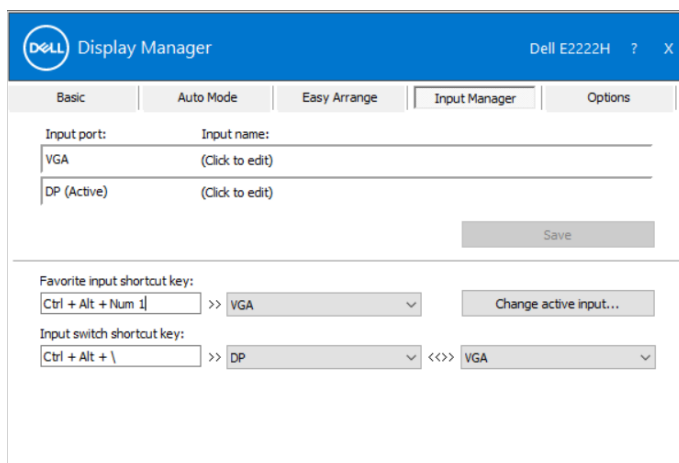 DELL Display Manager Dell E2222H ? X
Basic Auto Mode Easy Arrange Input Manager Options
Input port: Input name:
VGA (Click to edit)
DP (Active) (Click to edit)
Save
Favorite input shortcut key:
Ctrl + Alt + Num 1 >> VGA Change active input...
Input switch shortcut key:
Ctrl + Alt + \ >> DP <<>> VGA